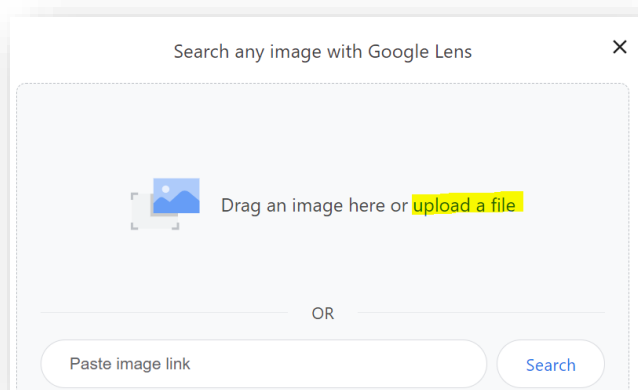 Search any image with Google Lens
Drag an image here or upload a file
OR
Paste image link
Search